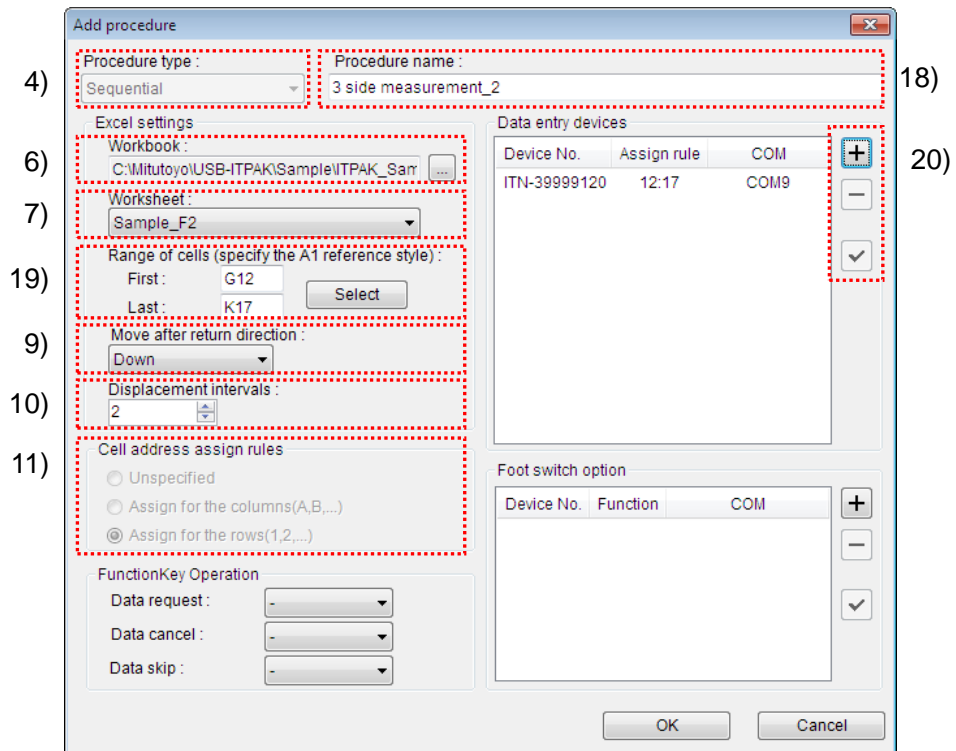 Add procedure
4)
Procedure type :
Sequential
Procedure name :
3 side measurement_2
18)
Excel settings
6)
Workbook :
C:\Mitutoyo\USB-ITPAK\Sample\ITPAK_Sam
...
7)
Worksheet :
Sample_F2
19)
Range of cells (specify the A1 reference style) :
First :
G12
Last :
K17
Select
9)
Move after return direction :
Down
10)
Displacement intervals :
2
11)
Cell address assign rules
Unspecified
Assign for the columns(A,B,...)
Assign for the rows(1,2,...)
FunctionKey Operation
Data request :
-
Data cancel :
-
Data skip :
-
Data entry devices
Device No. Assign rule COM
ITN-39999120 12:17 COM9
20)
Foot switch option
Device No. Function COM
OK
Cancel